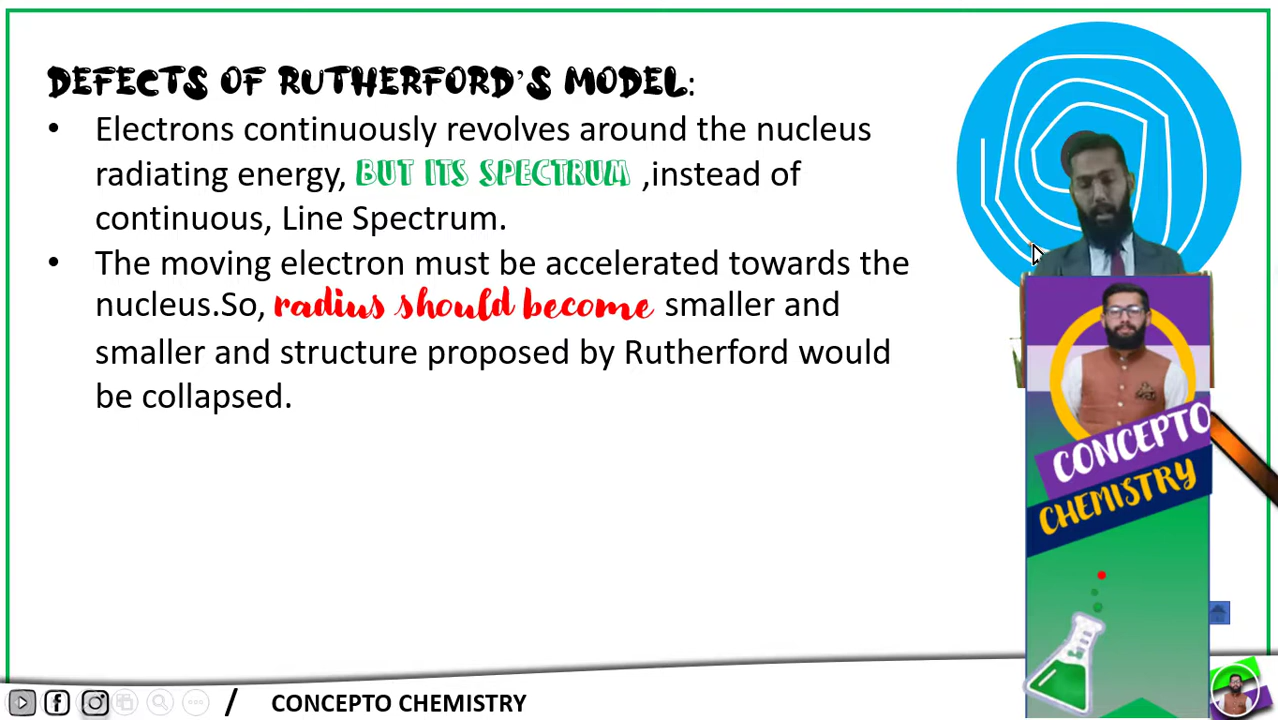 DEFECTS OF RUTHERFORD'S MODEL:
• Electrons continuously revolves around the nucleus
radiating energy, BUT ITS SPECTRUM ,instead of
continuous, Line Spectrum.
• The moving electron must be accelerated towards the
nucleus.So, radius should become smaller and
smaller and structure proposed by Rutherford would
be collapsed.
CONCEPTO
CHEMISTRY
/ CONCEPTO CHEMISTRY